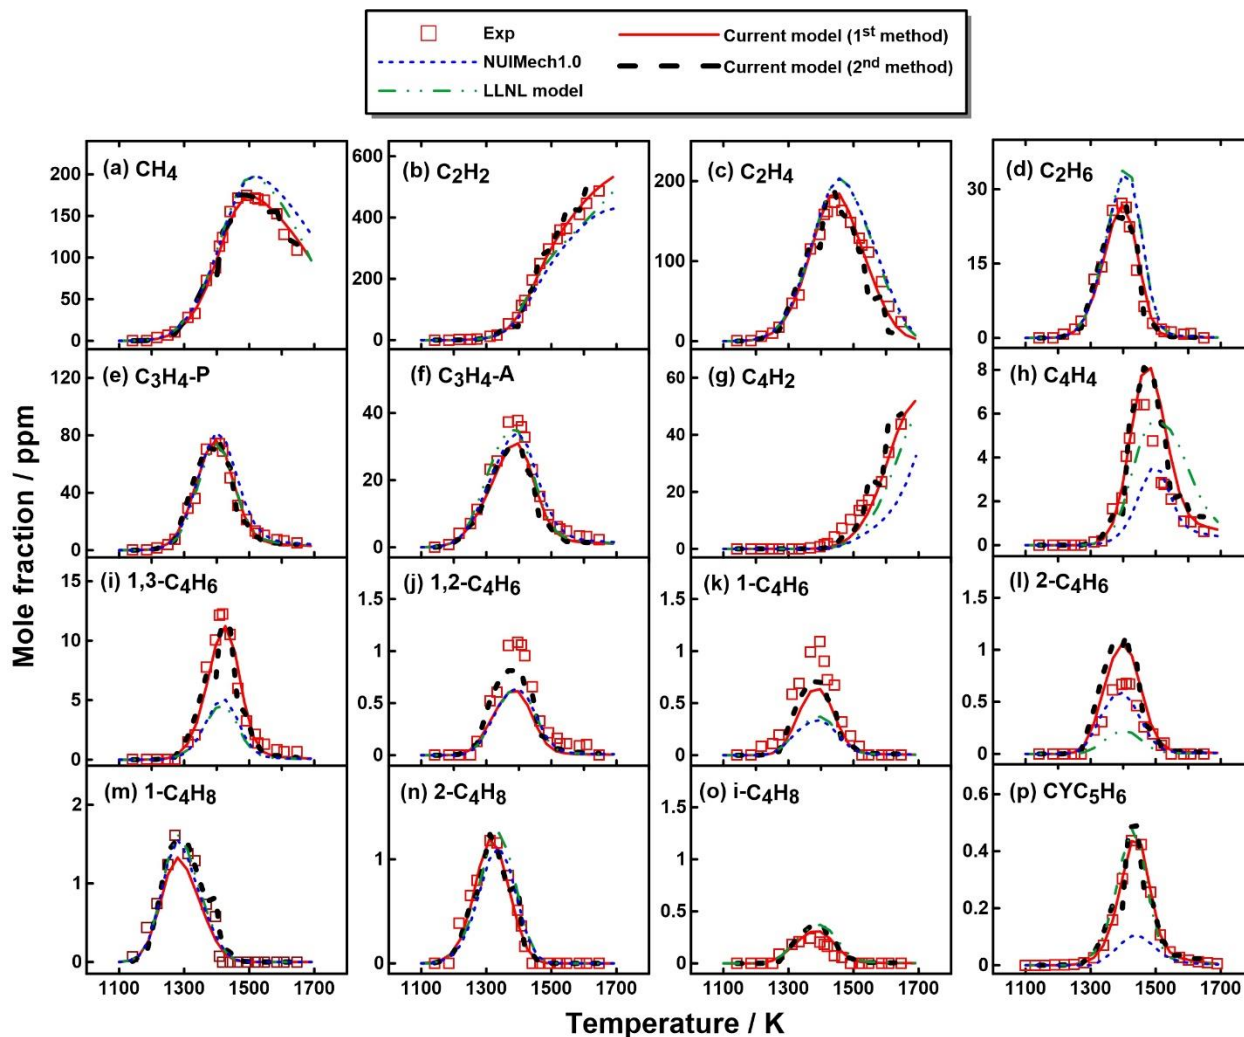 Exp
Current model (1st method)
NUIMech1.0
Current model (2nd method)
LLNL model
(a) CH4
200
150
100
50
0
(b) C2H2
600
400
200
0
(c) C2H4
200
100
0
(d) C2H6
30
15
0
(e) C3H4-P
120
80
40
0
(f) C3H4-A
40
20
0
(g) C4H2
60
40
20
0
(h) C4H4
8
6
4
2
0
(i) 1,3-C4H6
15
10
5
0
(j) 1,2-C4H6
1.5
1
0.5
0
(k) 1-C4H6
1.5
1
0.5
0
(l) 2-C4H6
1.5
1
0.5
0
(m) 1-C4H8
2
1
0
1100 1300 1500 1700
(n) 2-C4H8
1
0
1100 1300 1500 1700
(o) i-C4H8
1.5
1
0.5
0
1100 1300 1500 1700
(p) CYC5H6
0.6
0.4
0.2
0
1100 1300 1500 1700
Mole fraction / ppm
Temperature / K